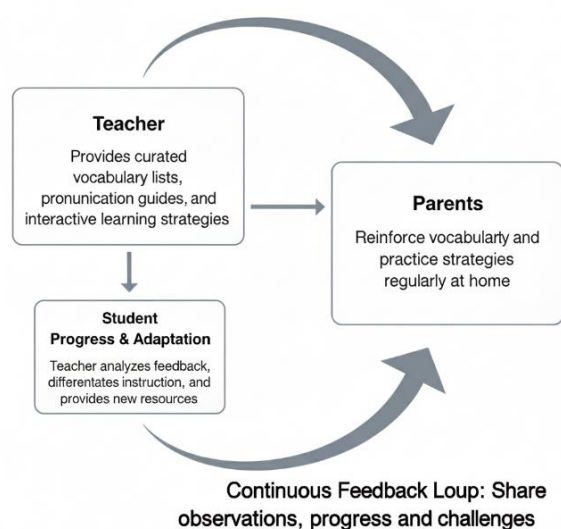 Teacher
Provides curated
vocabulary lists,
pronunication guides, and
interactive learning strategies
Parents
Reinforce vocabularty and
practice strategies
regularly at home
Student
Progress & Adaptation
Teacher analyzes feedback,
differentates instruction, and
provides new resources
Continuous Feedback Loup: Share
observations, progress and challenges